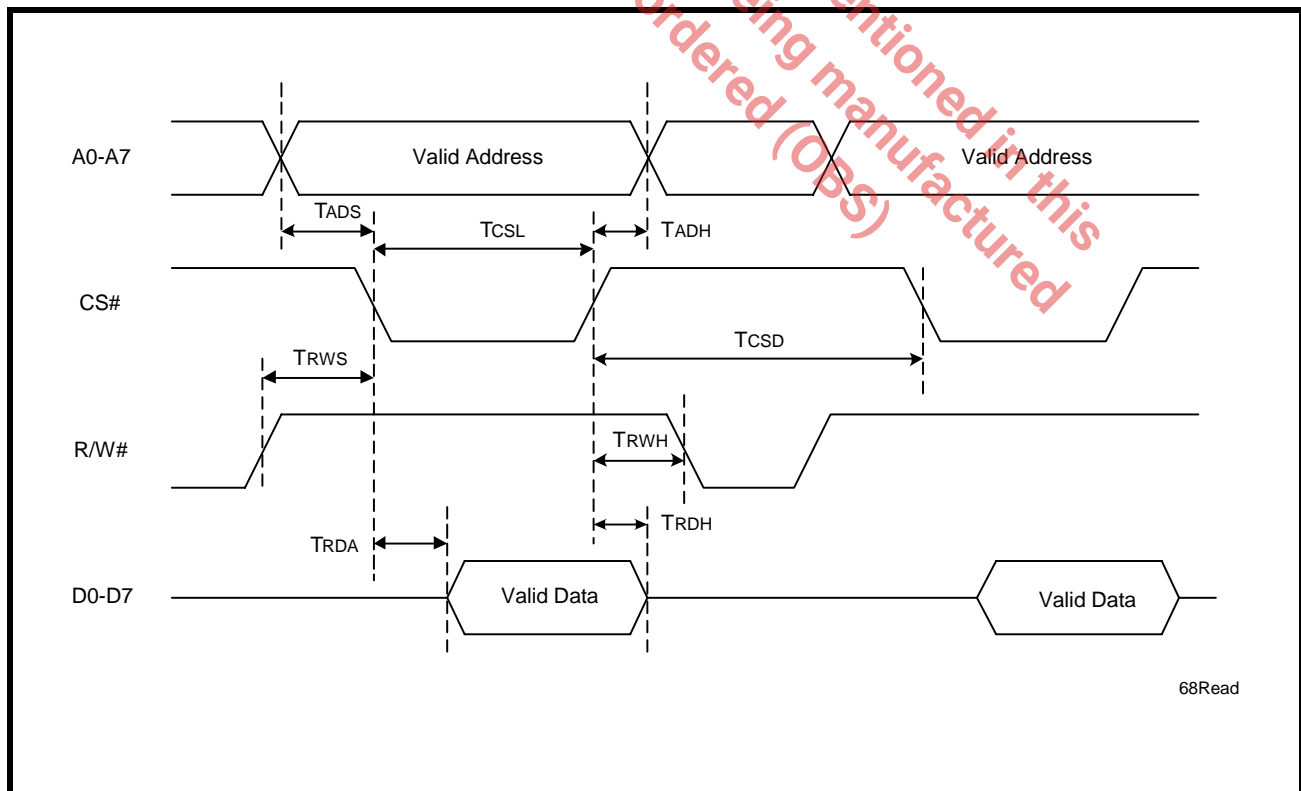 mentioned in this
being manufactured
ordered (OBS)
A0-A7
Valid Address
Valid Address
TADS
TCSL
TADH
CS#
TCSD
TRWS
R/W#
TRWH
TRDH
TRDA
D0-D7
Valid Data
Valid Data
68Read